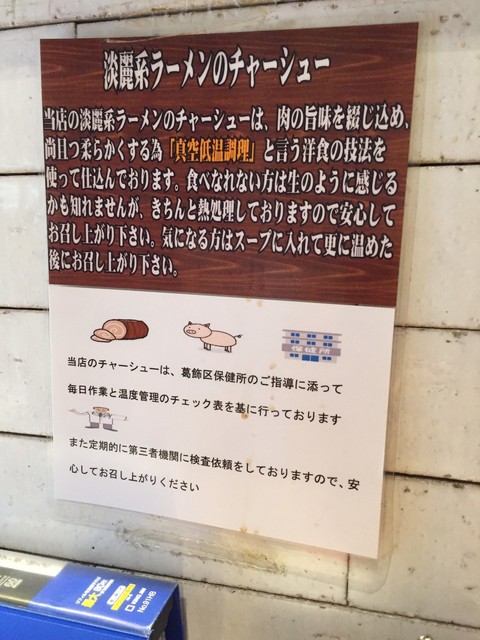 淡麗系ラーメンのチャーシュー
当店の淡麗系ラーメンのチャーシューは、肉の旨味を綴じ込め、
尚且つ柔らかくする為「真空低温調理」と言う洋食の技法を
使って仕込んでおります。食べなれない方は生のように感じる
かも知れませんが、きちんと熱処理しておりますので安心して
お召し上がり下さい。気になる方はスープに入れて更に温めた
後にお召し上がり下さい。
保健所
当店のチャーシューは、葛飾区保健所のご指導に添って
毎日作業と温度管理のチェック表を基に行っております
また定期的に第三者機関に検査依頼をしておりますので、安
心してお召し上がりください
No.91HB